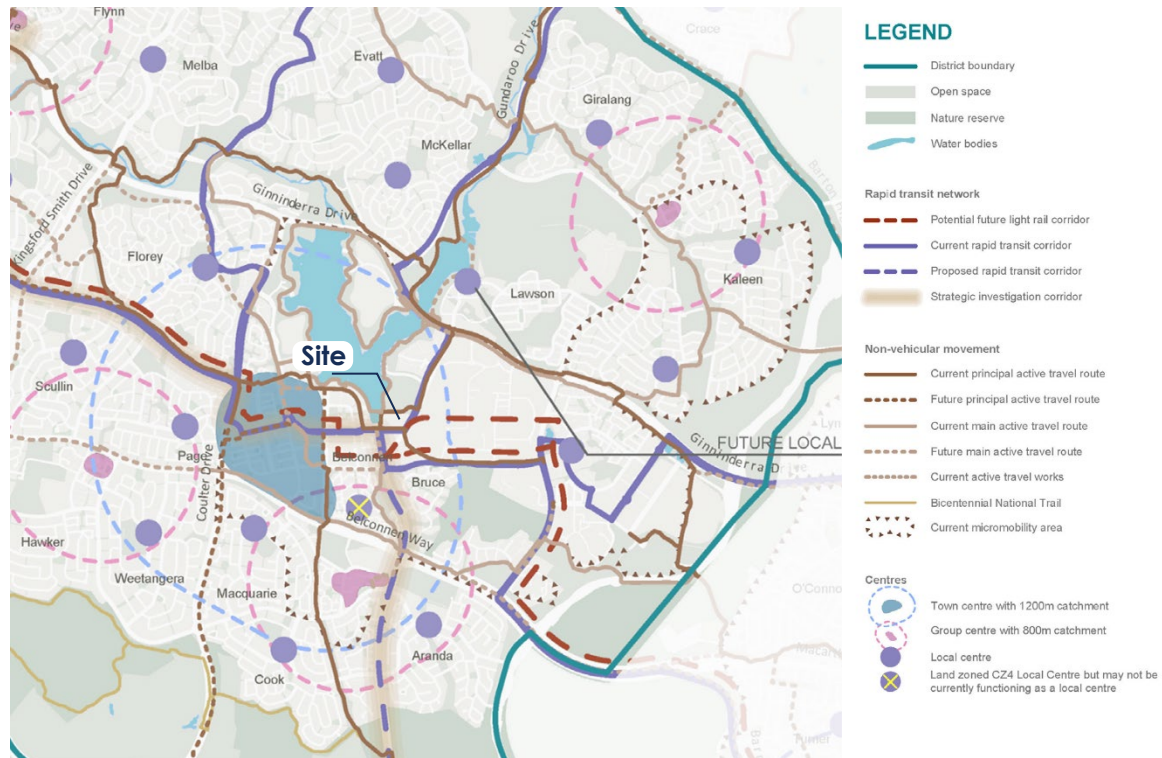 Flynn
Melba
Evatt
Gundaroo Drive
Crace
Giralang
McKellar
Kingsford Smith Drive
Ginninderra Drive
Barton
Florey
Kaleen
Lawson
Site
Scullin
FUTURE LOCAL
Page
Belconnen
Bruce
Ginninderra D
Coulter Drive
Belconnen Way
Hawker
Weetangera
Macquarie
O'Conno
Aranda
Cook
Turner
LEGEND
District boundary
Open space
Nature reserve
Water bodies
Rapid transit network
Potential future light rail corridor
Current rapid transit corridor
Proposed rapid transit corridor
Strategic investigation corridor
Non-vehicular movement
Current principal active travel route
Future principal active travel route
Current main active travel route
Future main active travel route
Current active travel works
Bicentennial National Trail
Current micromobility area
Centres
Town centre with 1200m catchment
Group centre with 800m catchment
Local centre
Land zoned CZ4 Local Centre but may not be
currently functioning as a local centre